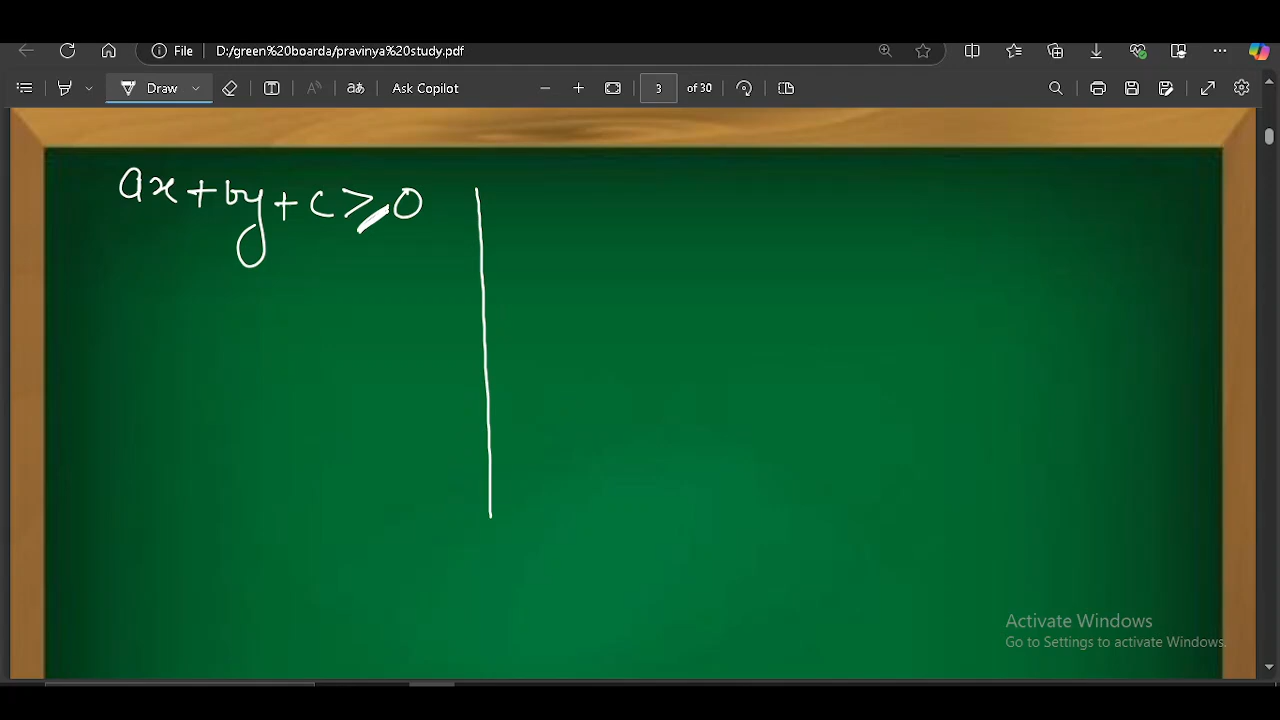 File D:/green%20boarda/pravinya%20study.pdf
Draw Ask Copilot 3 of 30
ax+by+c≥0
Activate Windows
Go to Settings to activate Windows.